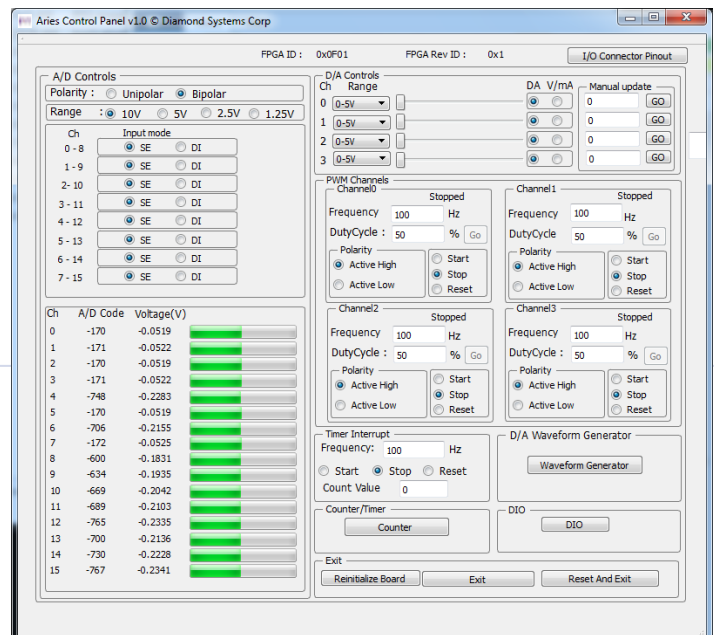 Aries Control Panel v1.0 © Diamond Systems Corp
FPGA ID : 0x0F01 FPGA Rev ID : 0x1 I/O Connector Pinout
A/D Controls
Polarity : Unipolar Bipolar
Range : 10V 5V 2.5V 1.25V
Ch Input mode
0 - 8 SE DI
1 - 9 SE DI
2- 10 SE DI
3 - 11 SE DI
4 - 12 SE DI
5 - 13 SE DI
6 - 14 SE DI
7 - 15 SE DI
Ch A/D Code Voltage(V)
0 -170 -0.0519
1 -171 -0.0522
2 -170 -0.0519
3 -171 -0.0522
4 -748 -0.2283
5 -170 -0.0519
6 -706 -0.2155
7 -172 -0.0525
8 -600 -0.1831
9 -634 -0.1935
10 -669 -0.2042
11 -689 -0.2103
12 -765 -0.2335
13 -700 -0.2136
14 -730 -0.2228
15 -767 -0.2341
D/A Controls
Ch Range DA V/mA Manual update
0 0-5V 0 GO
1 0-5V 0 GO
2 0-5V 0 GO
3 0-5V 0 GO
PWM Channels
Channel0
Stopped
Frequency 100 Hz
DutyCycle : 50 % Go
Polarity
Active High
Active Low
Start
Stop
Reset
Channel1
Stopped
Frequency 100 Hz
DutyCycle 50 % Go
Polarity
Active High
Active Low
Start
Stop
Reset
Channel2
Stopped
Frequency 100 Hz
DutyCycle : 50 % Go
Polarity
Active High
Active Low
Start
Stop
Reset
Channel3
Stopped
Frequency 100 Hz
DutyCycle : 50 % Go
Polarity
Active High
Active Low
Start
Stop
Reset
Timer Interrupt
Frequency: 100 Hz
Start Stop Reset
Count Value 0
D/A Waveform Generator
Waveform Generator
Counter/Timer
Counter
DIO
DIO
Exit
Reinitialize Board Exit Reset And Exit